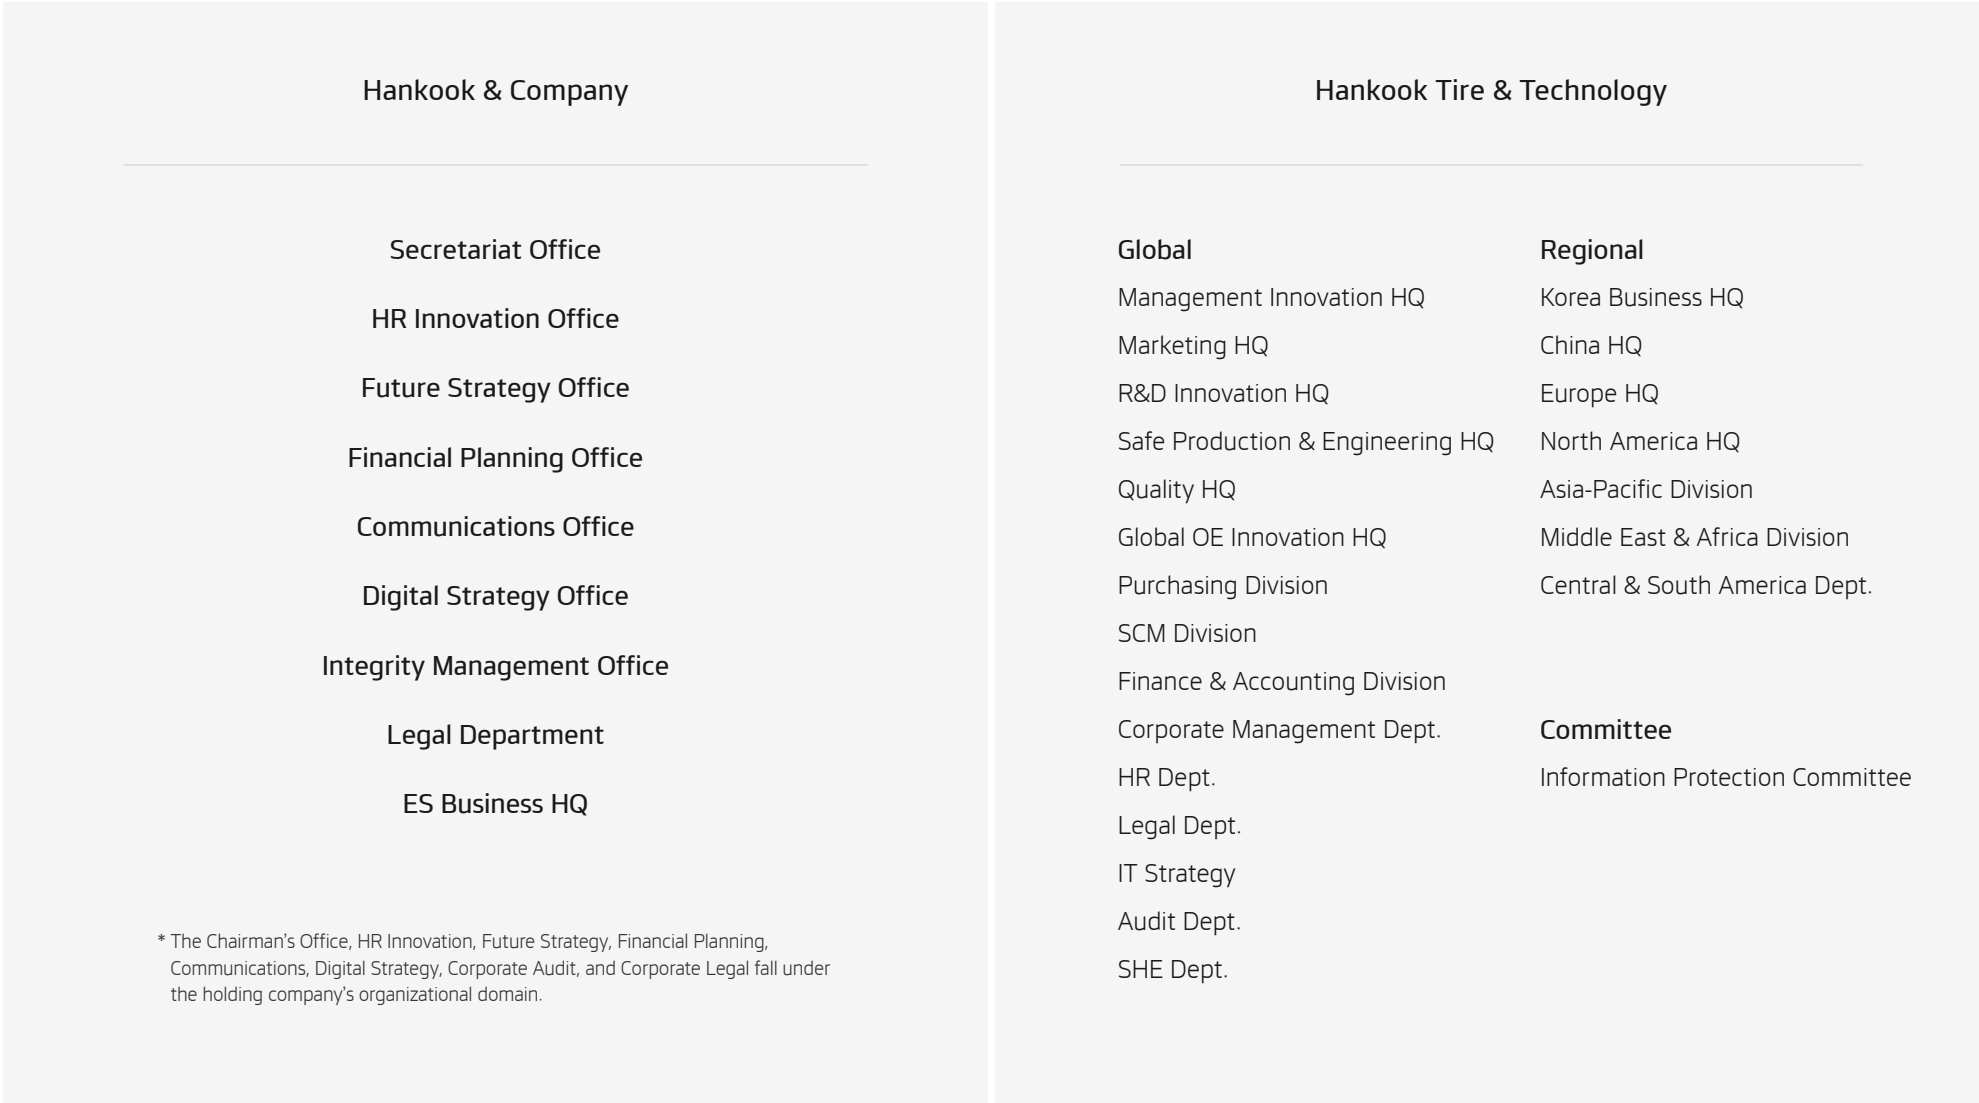 Hankook & Company
Secretariat Office
HR Innovation Office
Future Strategy Office
Financial Planning Office
Communications Office
Digital Strategy Office
Integrity Management Office
Legal Department
ES Business HQ
* The Chairman's Office, HR Innovation, Future Strategy, Financial Planning,
Communications, Digital Strategy, Corporate Audit, and Corporate Legal fall under
the holding company's organizational domain.
Hankook Tire & Technology
Global
Management Innovation HQ
Marketing HQ
R&D Innovation HQ
Safe Production & Engineering HQ
Quality HQ
Global OE Innovation HQ
Purchasing Division
SCM Division
Finance & Accounting Division
Corporate Management Dept.
HR Dept.
Legal Dept.
IT Strategy
Audit Dept.
SHE Dept.
Regional
Korea Business HQ
China HQ
Europe HQ
North America HQ
Asia-Pacific Division
Middle East & Africa Division
Central & South America Dept.
Committee
Information Protection Committee